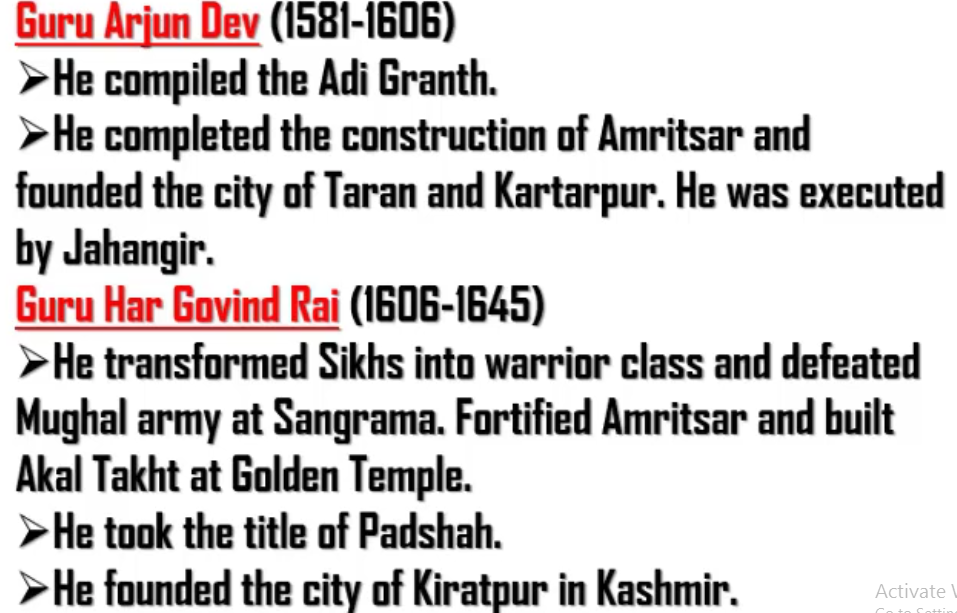 Guru Arjun Dev (1581-1606)
➢He compiled the Adi Granth.
➢He completed the construction of Amritsar and
founded the city of Taran and Kartarpur. He was executed
by Jahangir.
Guru Har Govind Rai (1606-1645)
➢He transformed Sikhs into warrior class and defeated
Mughal army at Sangrama. Fortified Amritsar and built
Akal Takht at Golden Temple.
➢He took the title of Padshah.
➢He founded the city of Kiratpur in Kashmir.
Activate
Go to